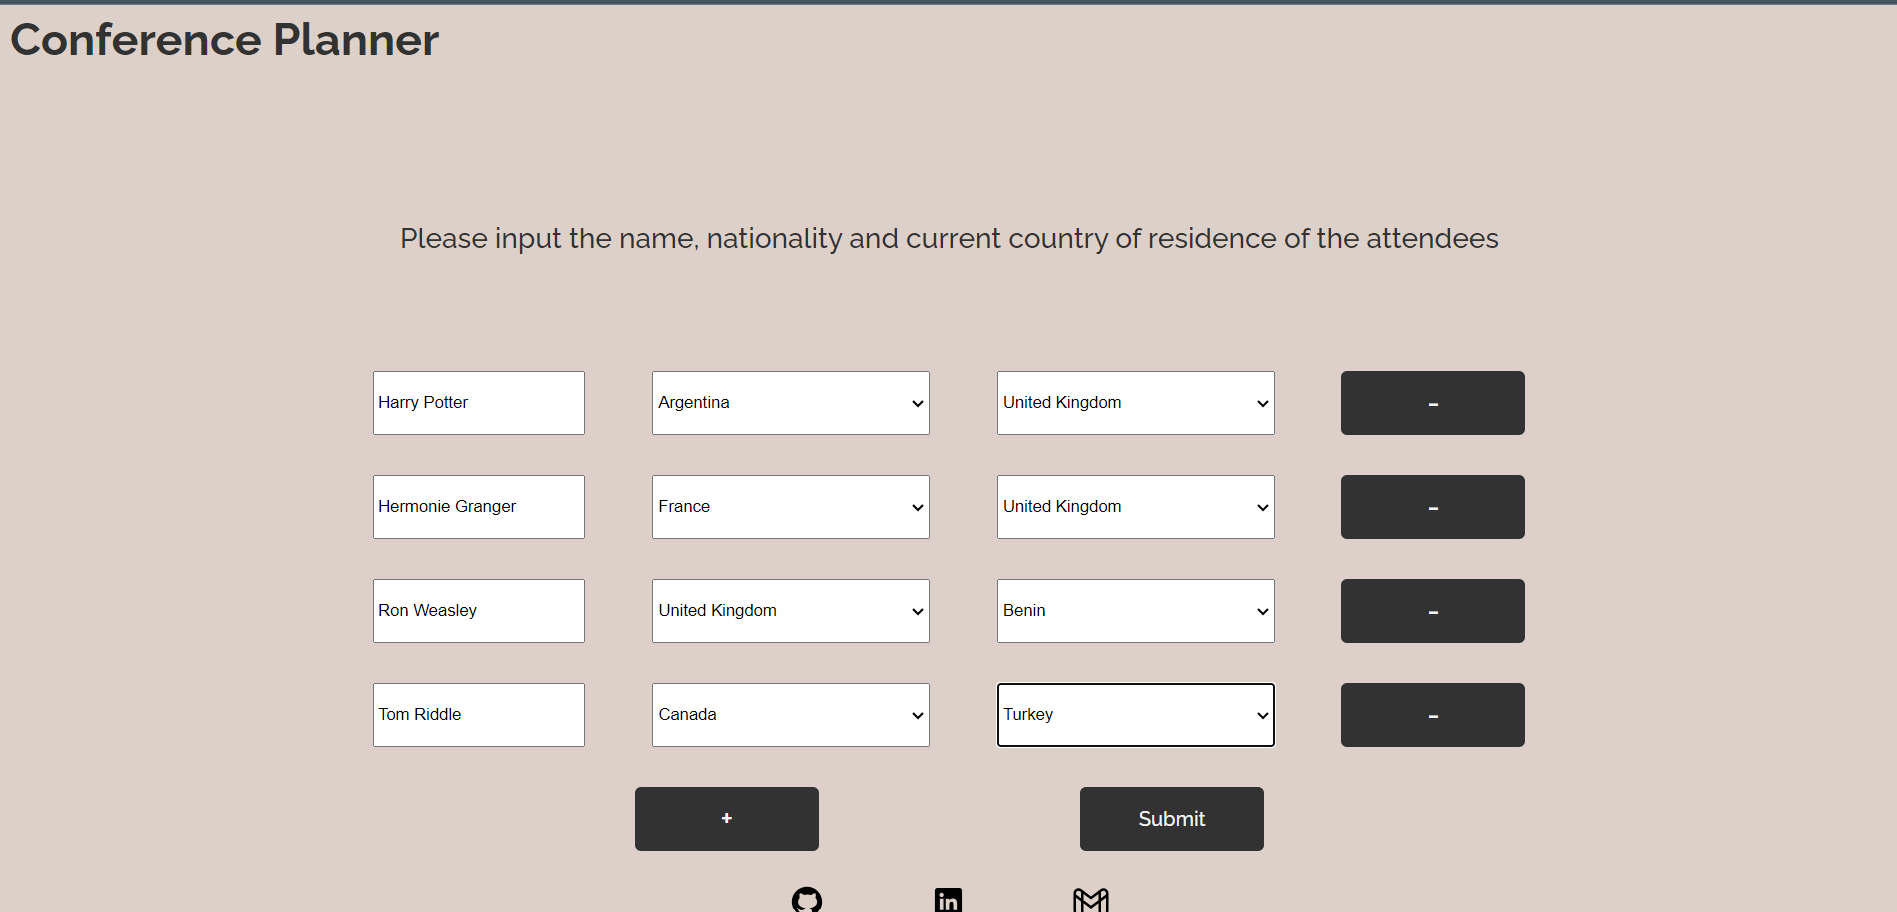 Conference Planner
Please input the name, nationality and current country of residence of the attendees
Harry Potter Argentina United Kingdom -
Hermonie Granger France United Kingdom -
Ron Weasley United Kingdom Benin -
Tom Riddle Canada Turkey -
+ Submit
in